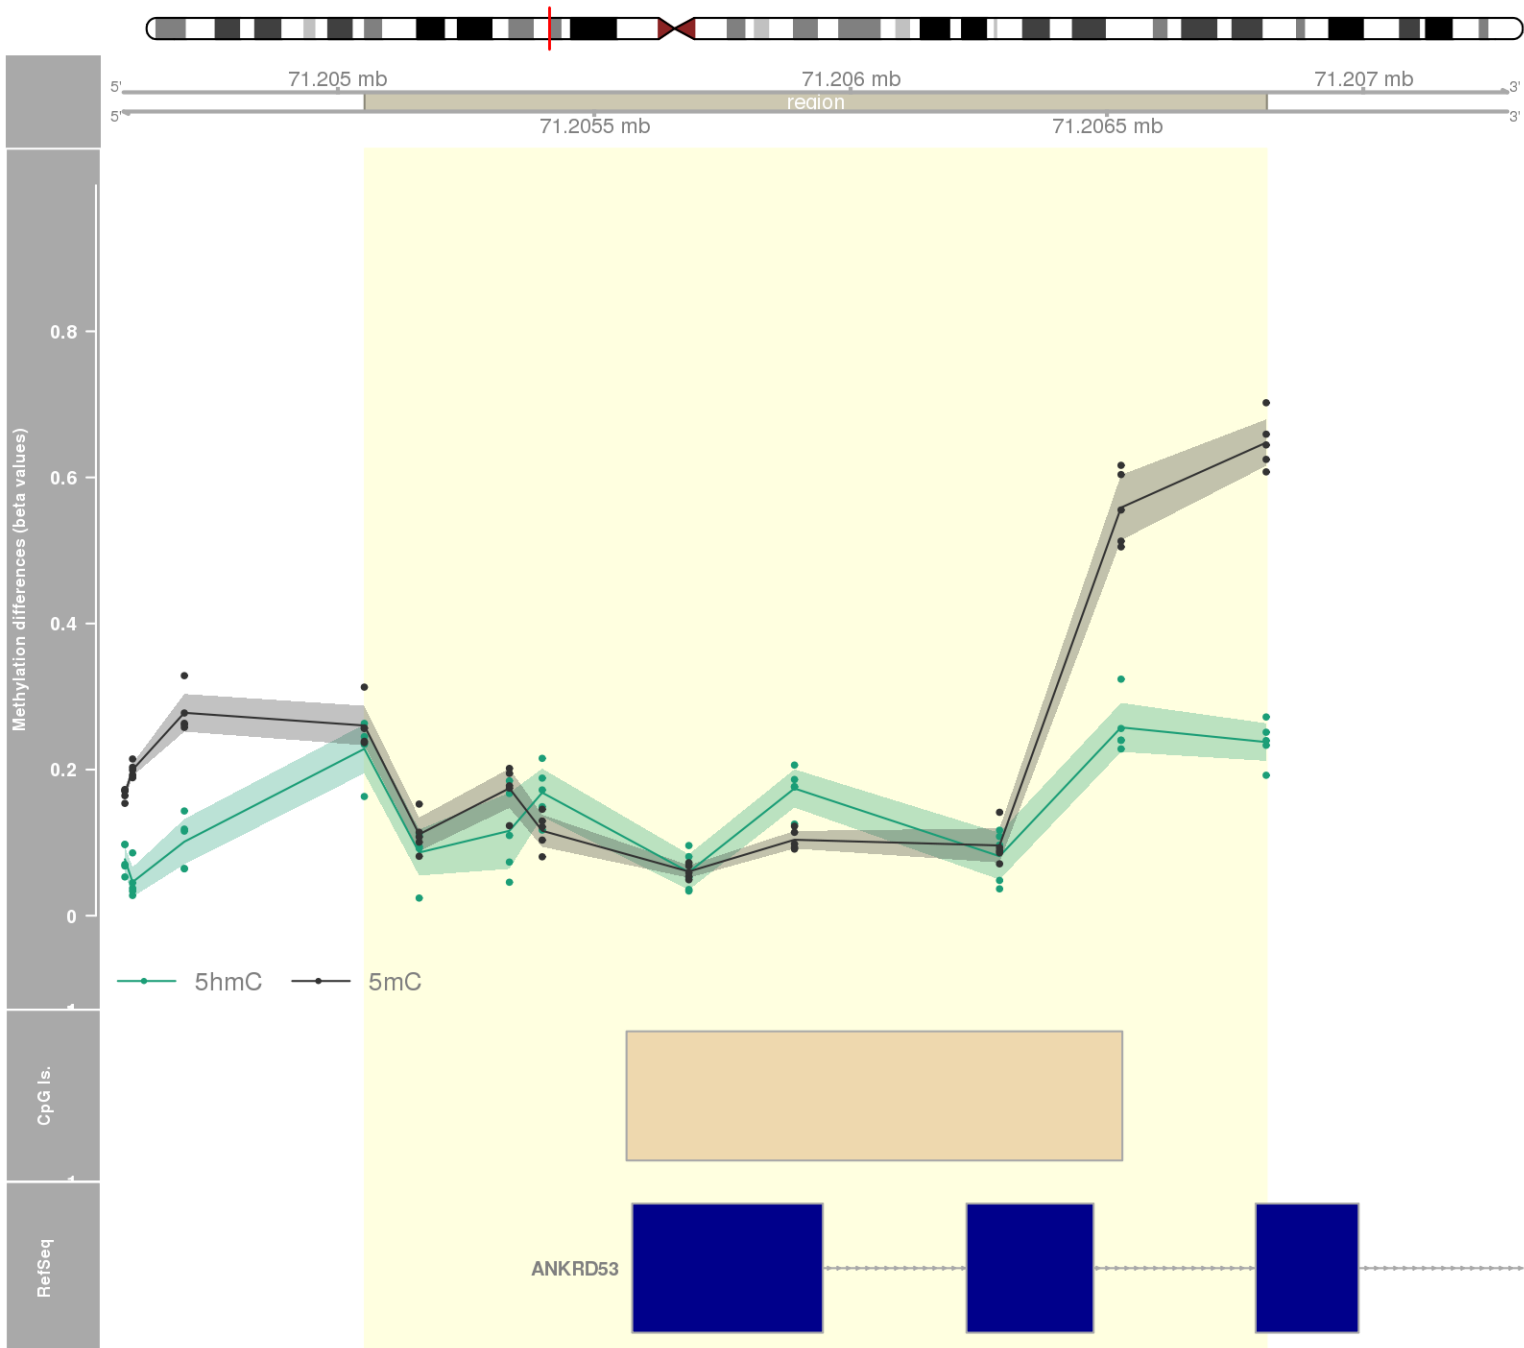 71.205 mb
71.206 mb
71.207 mb
5'
3'
region
5'
3'
71.2055 mb
71.2065 mb
Methylation differences (beta values)
0.8
0.6
0.4
0.2
0
5hmC
5mC
CpG Is.
RefSeq
ANKRD53